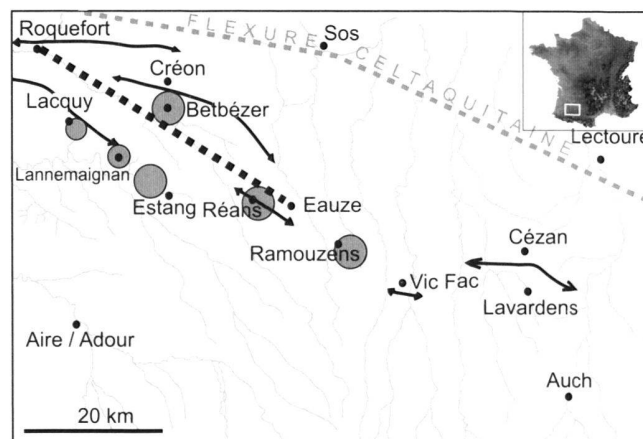 Roquefort
FLEXURE CELTAQUITAINE
Sos
Créon
Lacquy
Betbézer
Lectoure
Lannemaignan
Estang
Réans
Eauze
Ramouzens
Cézan
Vic Fac
Lavardens
Aire / Adour
Auch
20 km